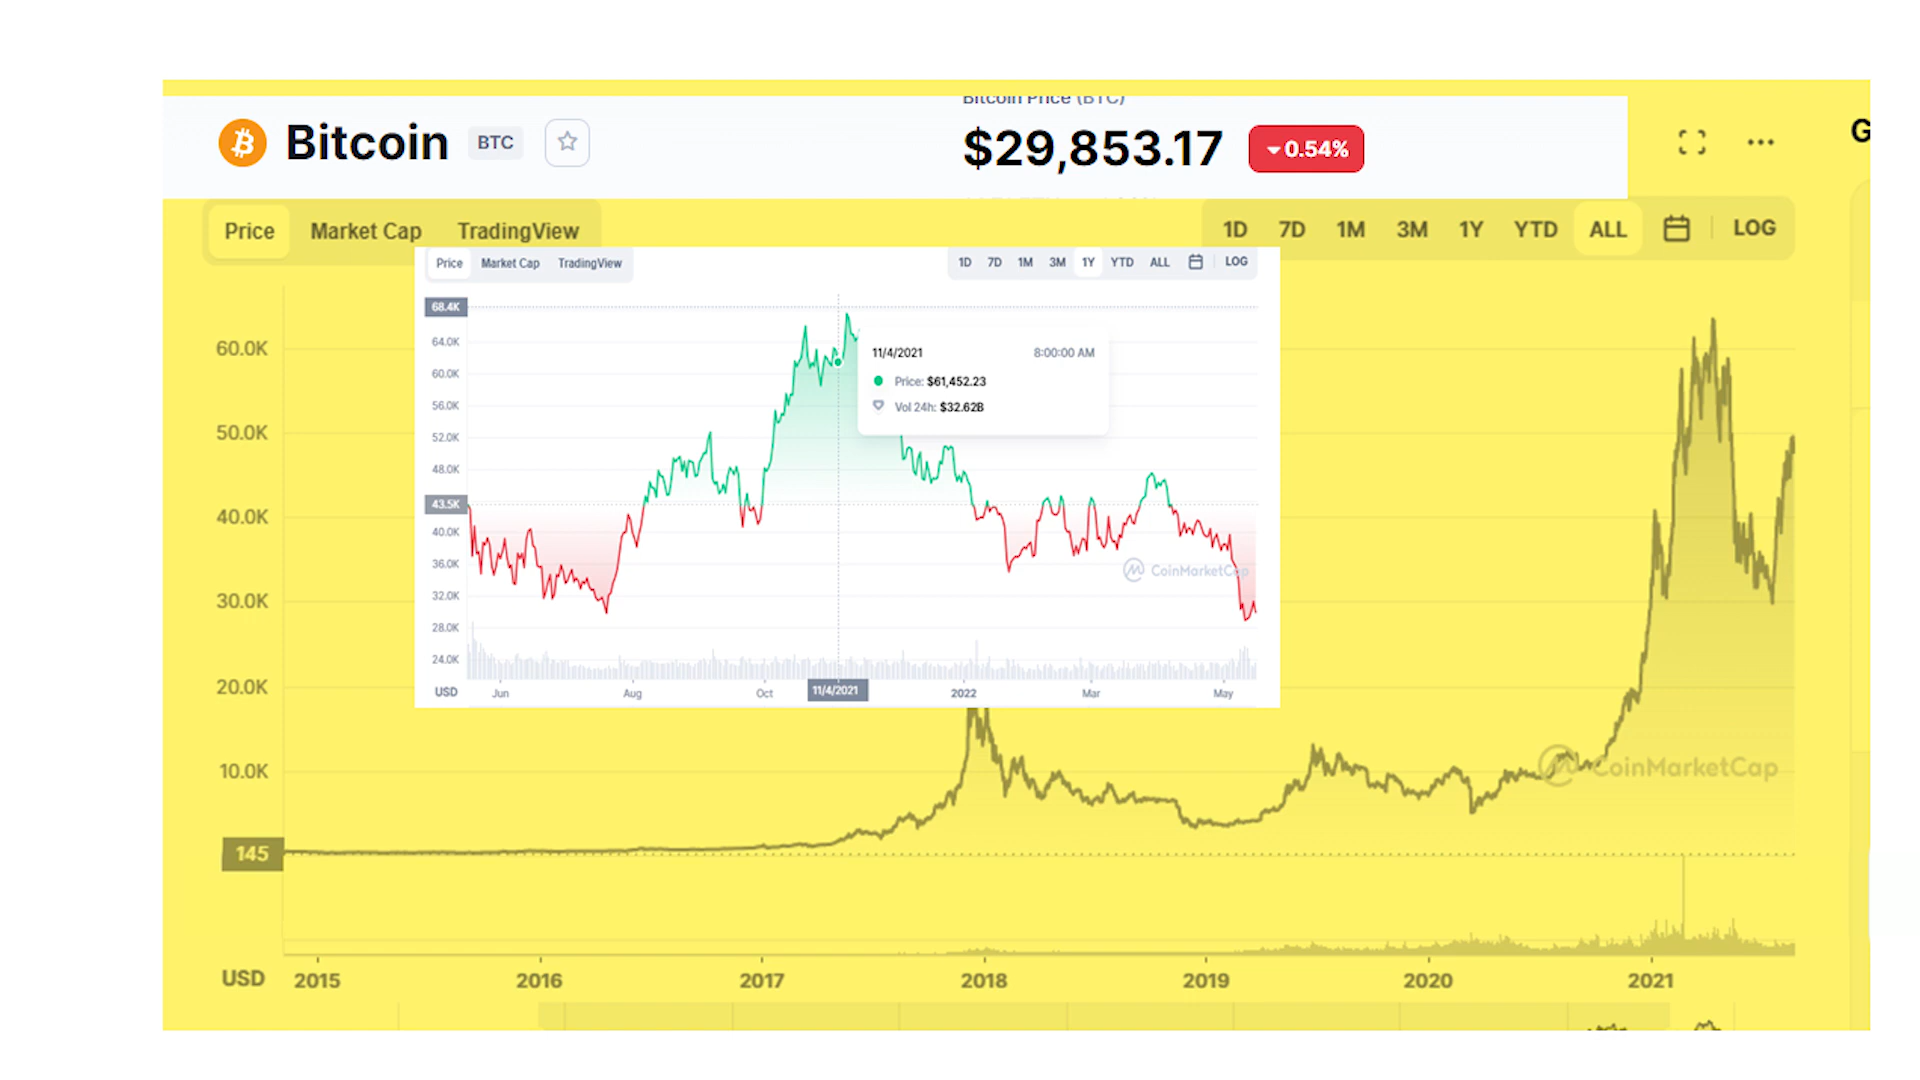 Bitcoin Price (BTC)
Bitcoin BTC $29,853.17 0.54%
G
Price Market Cap TradingView 1D 7D 1M 3M 1Y YTD ALL LOG
60.0K
50.0K
40.0K
30.0K
20.0K
10.0K
145
CoinMarketCap
USD 2015 2016 2017 2018 2019 2020 2021
Price Market Cap TradingView 1D 7D 1M 3M 1Y YTD ALL LOG
68.4K
64.0K
60.0K
56.0K
52.0K
48.0K
43.5K
40.0K
36.0K
32.0K
28.0K
24.0K
11/4/2021 8:00:00 AM
Price: $61,452.23
Vol 24h: $32.62B
CoinMarketCap
USD Jun Aug Oct 11/4/2021 2022 Mar May